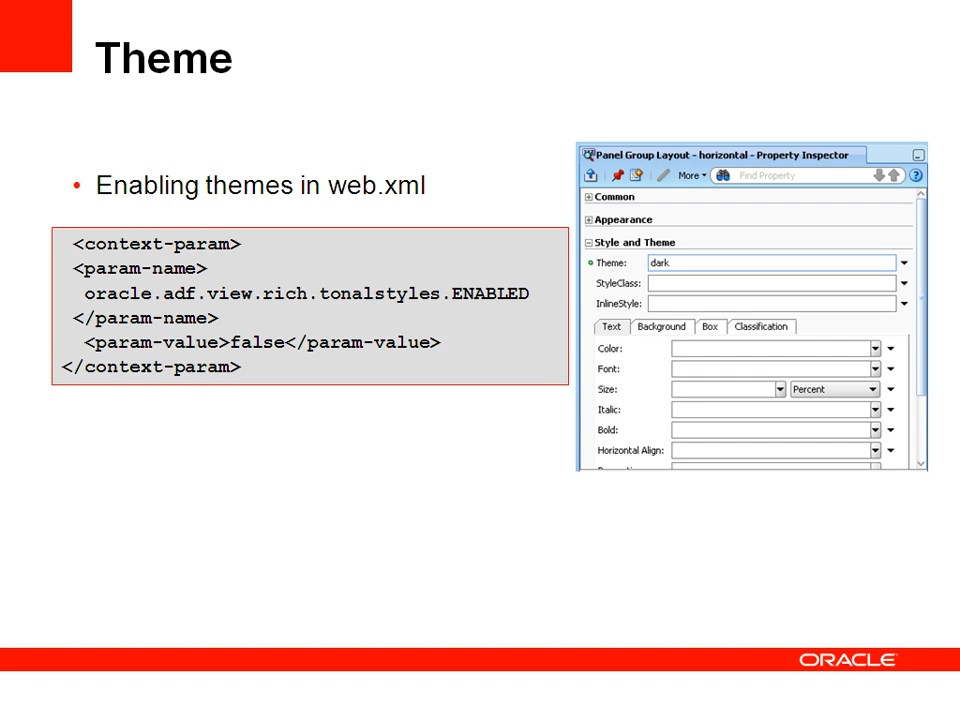 Theme
• Enabling themes in web.xml
<context-param>
<param-name>
oracle.adf.view.rich.tonalstyles.ENABLED
</param-name>
<param-value>false</param-value>
</context-param>
Panel Group Layout - horizontal - Property Inspector
More Find Property
Common
Appearance
Style and Theme
Theme: dark
StyleClass:
InlineStyle:
Text Background Box Classification
Color:
Font:
Size: Percent
Italic:
Bold:
Horizontal Align:
ORACLE